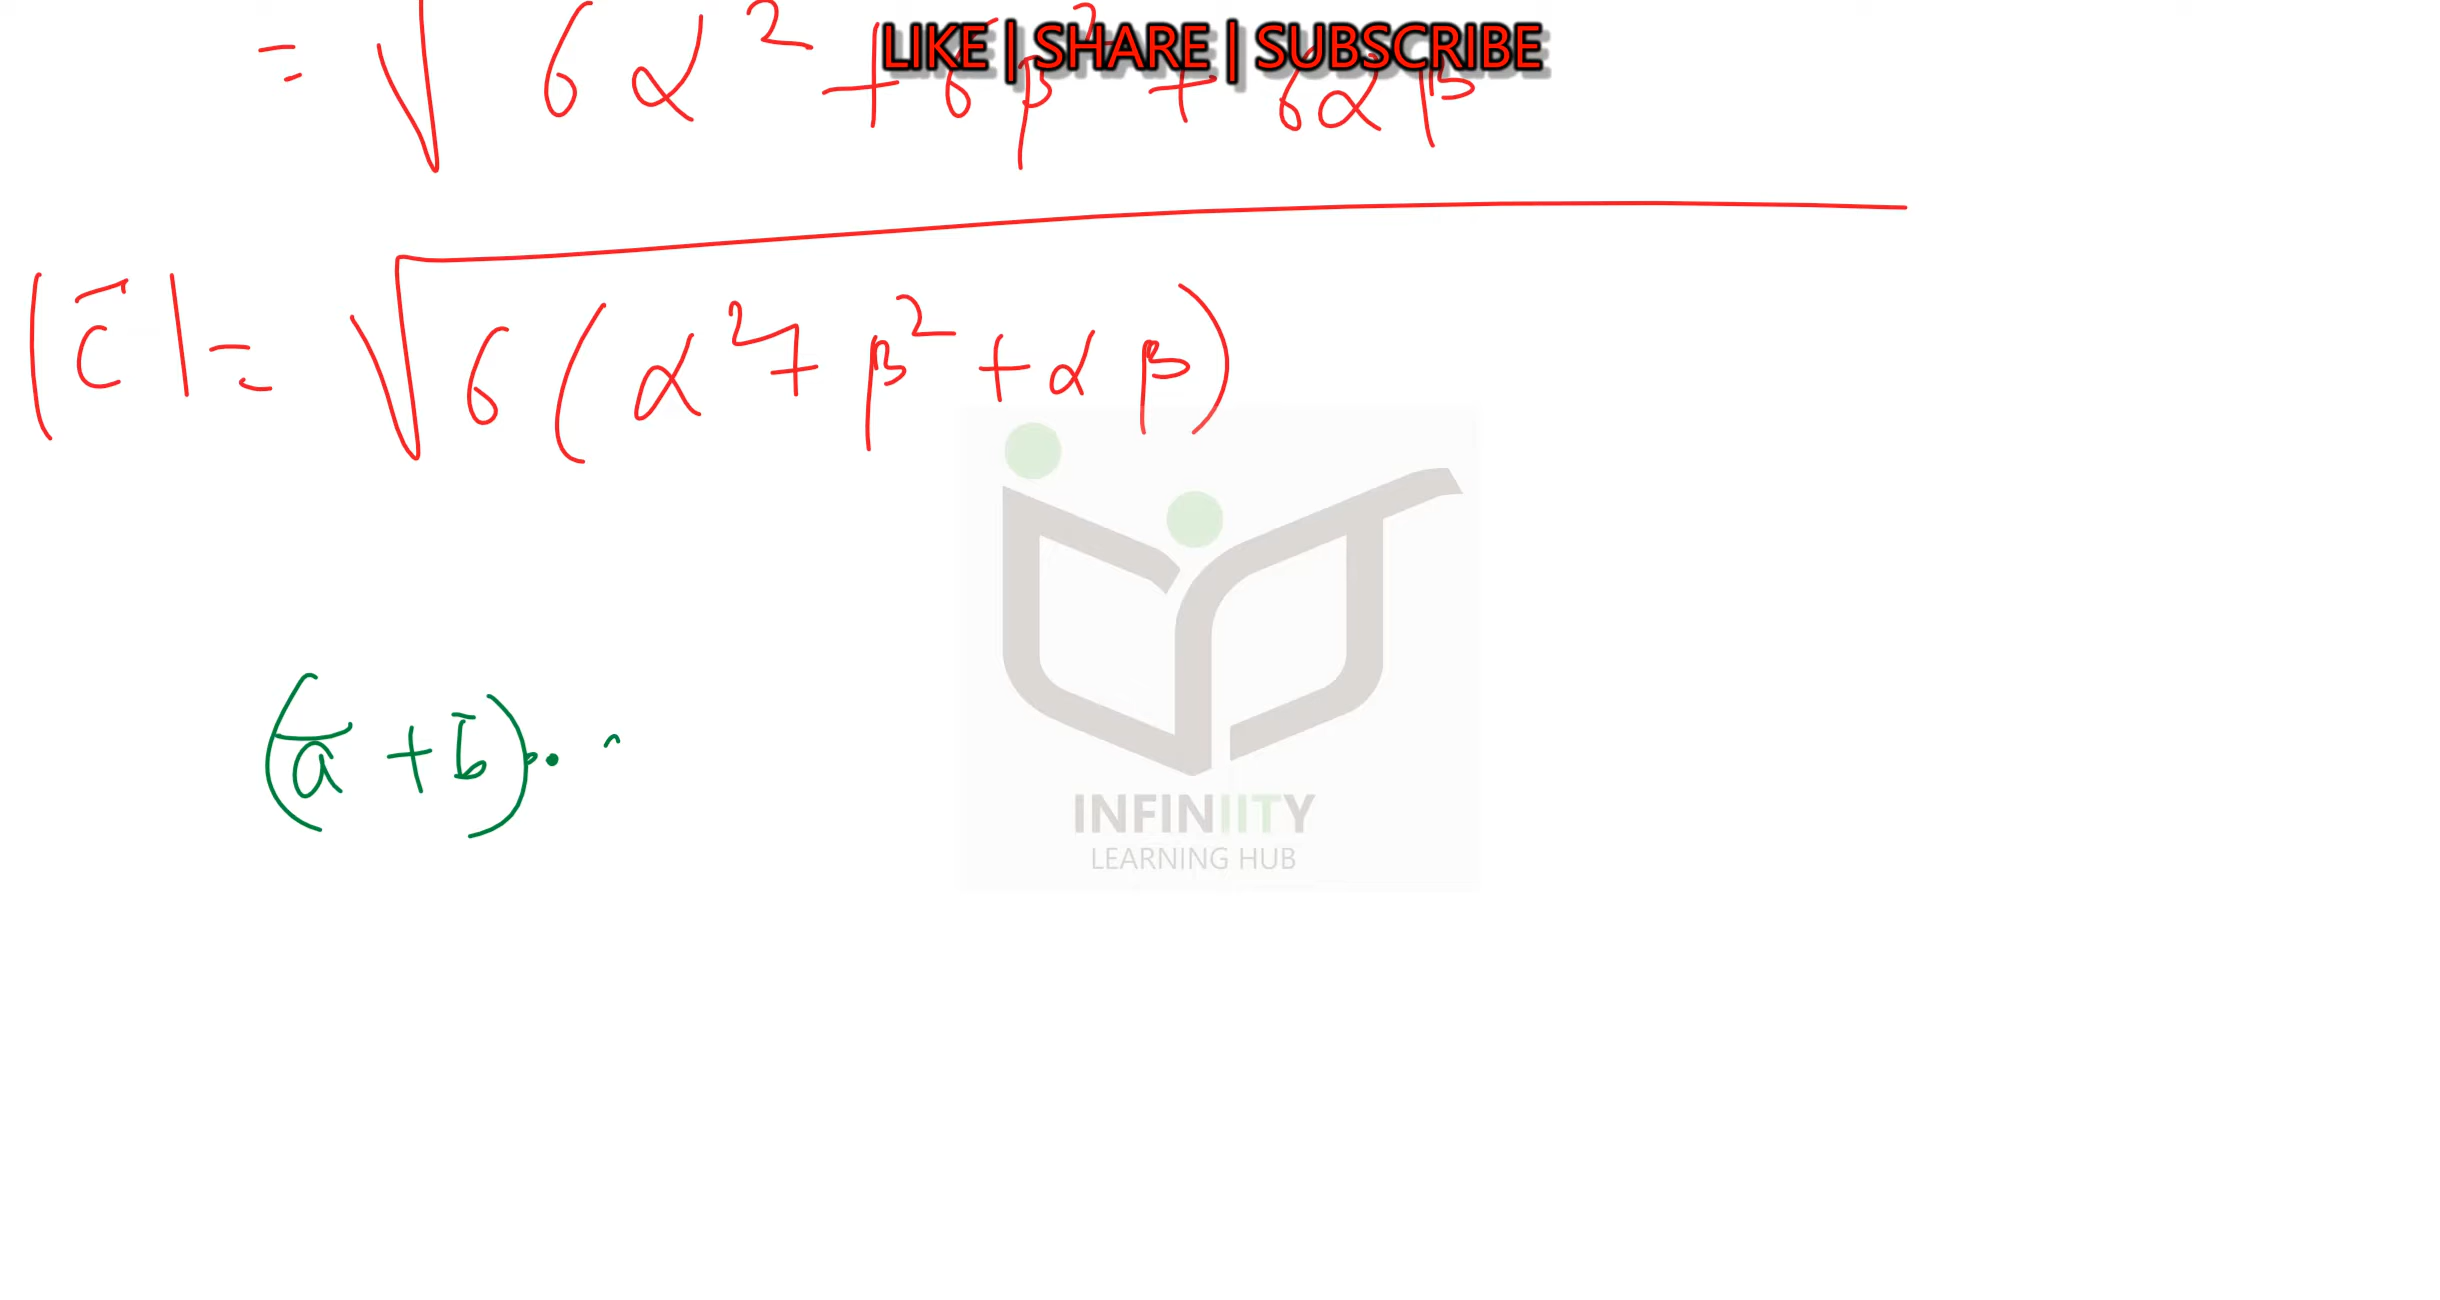 LIKE | SHARE | SUBSCRIBE
= √ 6α² + 6β² + 6αβ
|c̄| = √6(α² + β² + αβ)
(ā + b̄) ·
INFINIITY
LEARNING HUB